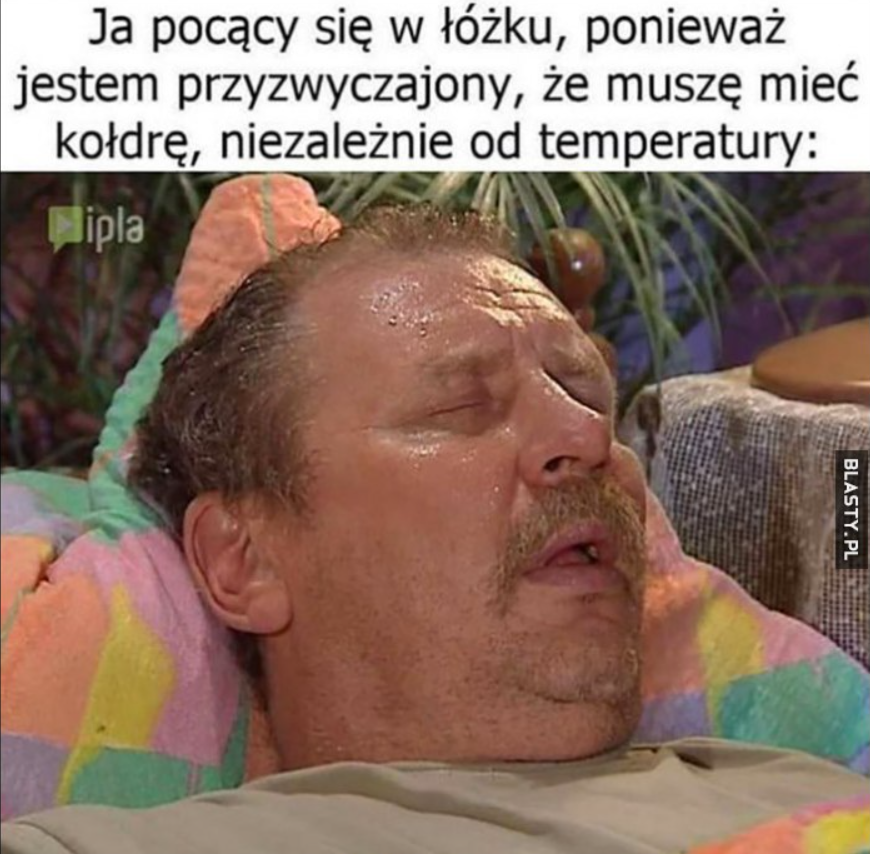 Ja pocący się w łóżku, ponieważ
jestem przyzwyczajony, że muszę mieć
kołdrę, niezależnie od temperatury:
ipla
BLASTY.PL